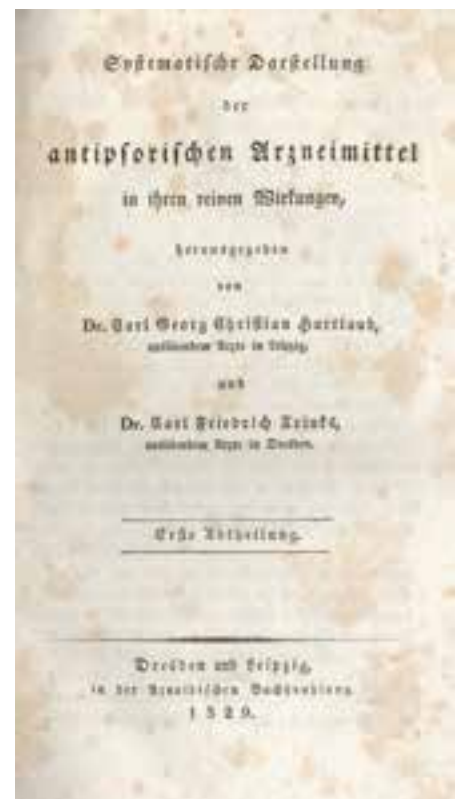 Systematische Darstellung
der
antipsorischen Arzneimittel
in ihren reinen Wirkungen,
herausgegeben
von
Dr. Carl Georg Christian Hartlaub,
ausübendem Arzte in Leipzig,
und
Dr. Carl Friedrich Trinks,
ausübendem Arzte in Dresden.
Erste Abtheilung.
Dresden und Leipzig,
in der Arnoldischen Buchhandlung
1829.